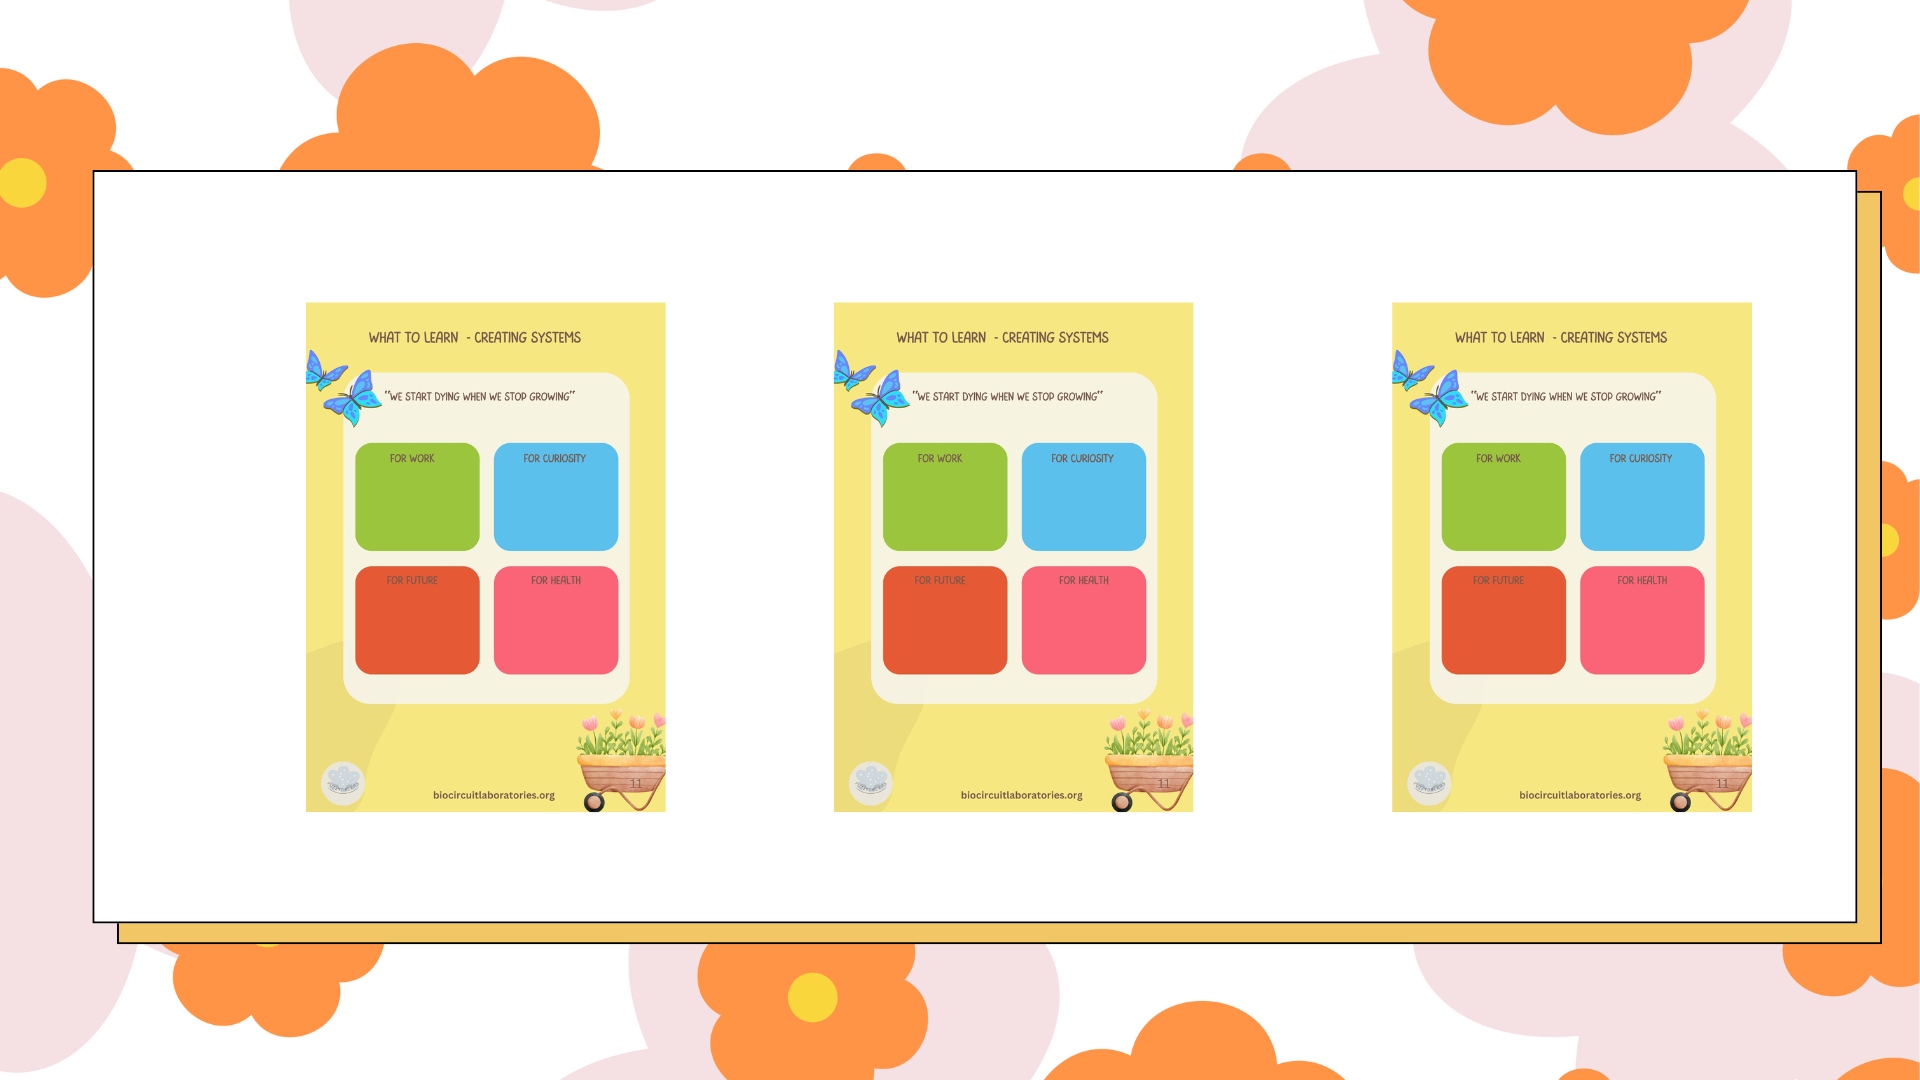 WHAT TO LEARN - CREATING SYSTEMS
"WE START DYING WHEN WE STOP GROWING"
FOR WORK
FOR CURIOSITY
FOR FUTURE
FOR HEALTH
11
biocircuitlaboratories.org
WHAT TO LEARN - CREATING SYSTEMS
"WE START DYING WHEN WE STOP GROWING"
FOR WORK
FOR CURIOSITY
FOR FUTURE
FOR HEALTH
11
biocircuitlaboratories.org
WHAT TO LEARN - CREATING SYSTEMS
"WE START DYING WHEN WE STOP GROWING"
FOR WORK
FOR CURIOSITY
FOR FUTURE
FOR HEALTH
11
biocircuitlaboratories.org